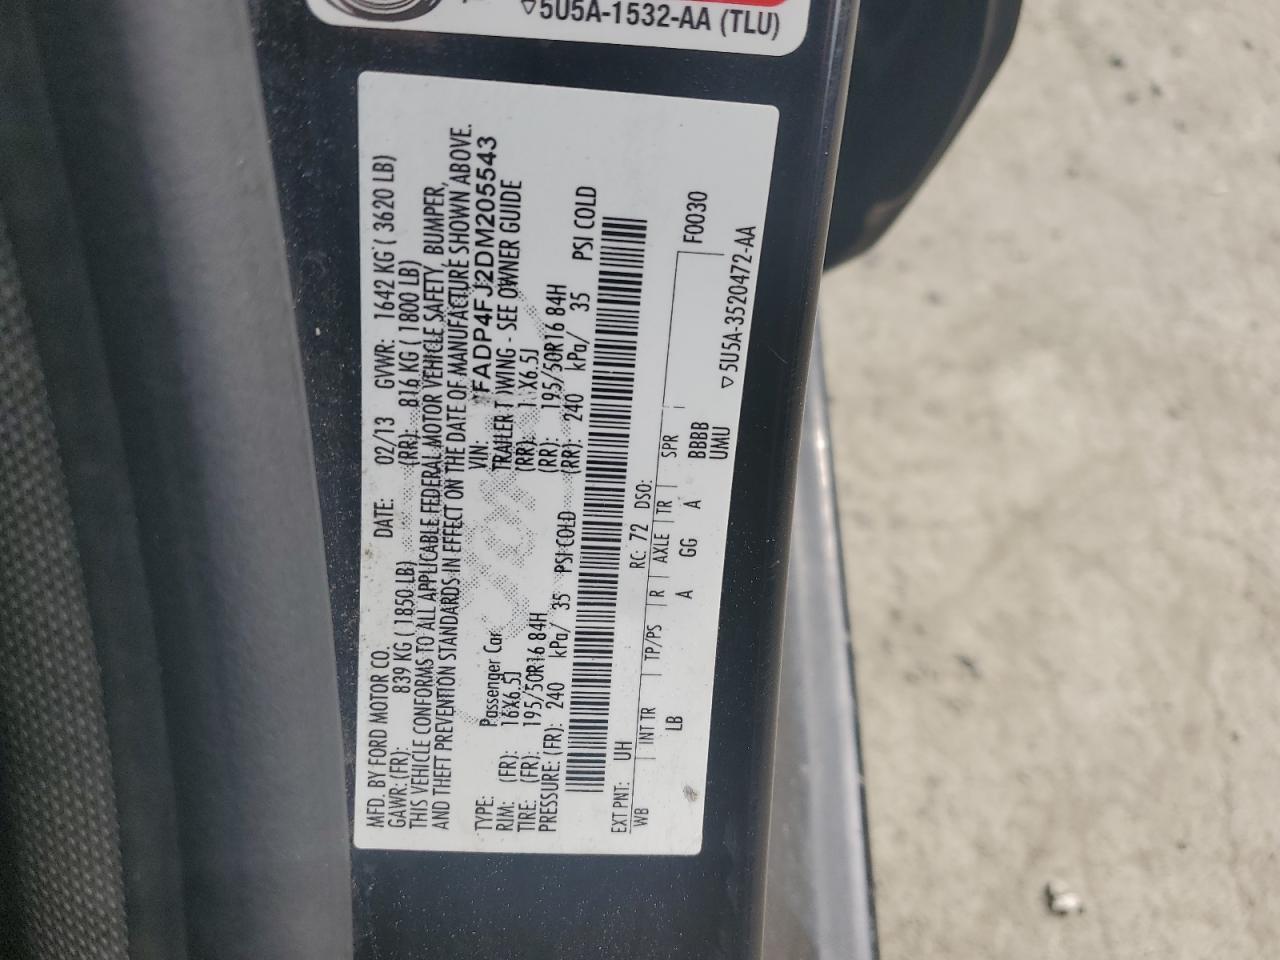 5U5A-1532-AA (TLU)
MFD. BY FORD MOTOR CO.
DATE: 02/13 GVWR: 1642 KG ( 3620 LB)
GAWR: (FR): 839 KG ( 1850 LB) (RR): 816 KG ( 1800 LB)
THIS VEHICLE CONFORMS TO ALL APPLICABLE FEDERAL MOTOR VEHICLE SAFETY, BUMPER,
AND THEFT PREVENTION STANDARDS IN EFFECT ON THE DATE OF MANUFACTURE SHOWN ABOVE.
VIN: 1FADP4FJ2DM205543
TYPE: Passenger Car TRAILER TOWING - SEE OWNER GUIDE
RIM: (FR): 16X6.5J (RR): 16X6.5J
TIRE: (FR): 195/50R16 84H (RR): 195/50R16 84H
PRESSURE: (FR): 240 kPa/ 35 PSI COLD (RR): 240 kPa/ 35 PSI COLD
EXT PNT: UH RC: 72 DSO: F0030
WB INT TR TP/PS R AXLE TR SPR
LB A GG A BBBB
UMU
5U5A-3520472-AA